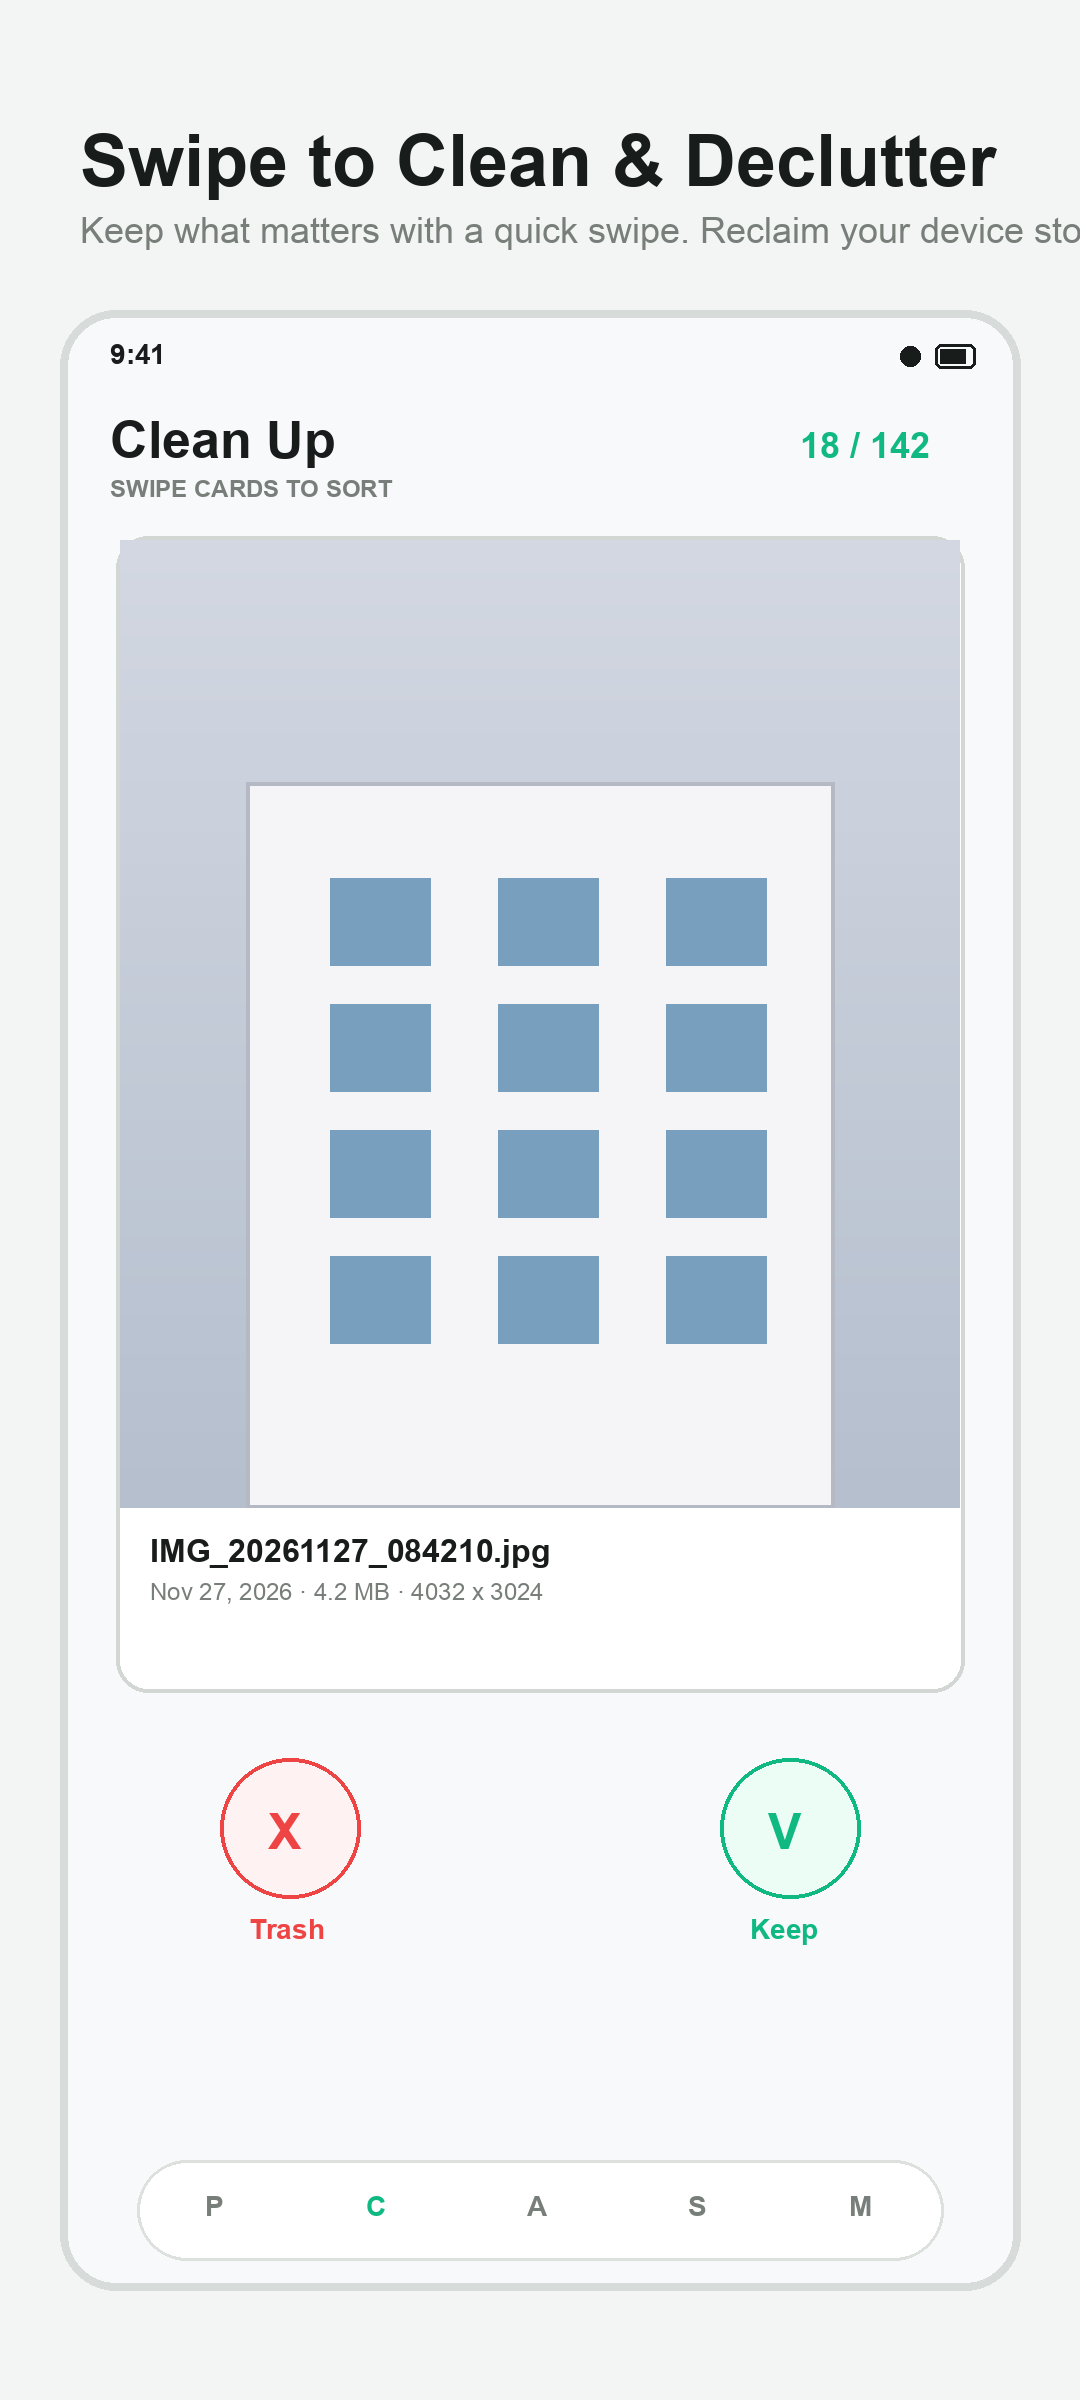 Swipe to Clean & Declutter
Keep what matters with a quick swipe. Reclaim your device sto
9:41
Clean Up
18 / 142
SWIPE CARDS TO SORT
IMG_20261127_084210.jpg
Nov 27, 2026 · 4.2 MB · 4032 x 3024
X
V
Trash
Keep
P C A S M